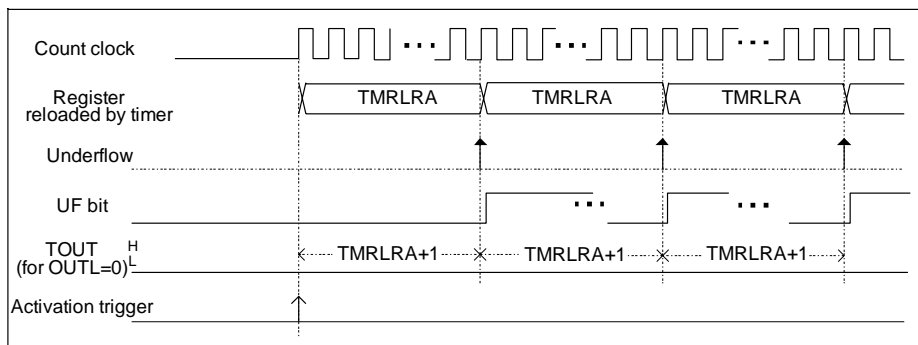 Count clock
Register
reloaded by timer
TMRLRA TMRLRA TMRLRA
Underflow
UF bit
TOUT
(for OUTL=0)
H
L
TMRLRA+1 TMRLRA+1 TMRLRA+1
Activation trigger